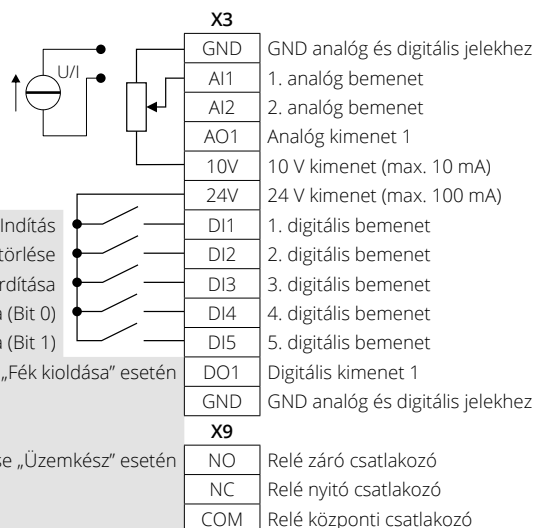 X3
GND GND analóg és digitális jelekhez
U/I
AI1 1. analóg bemenet
AI2 2. analóg bemenet
AO1 Analóg kimenet 1
10V 10 V kimenet (max. 10 mA)
24V 24 V kimenet (max. 100 mA)
Indítás DI1 1. digitális bemenet
törlése DI2 2. digitális bemenet
DI3 3. digitális bemenet
(Bit 0) DI4 4. digitális bemenet
(Bit 1) DI5 5. digitális bemenet
„Fék kioldása” esetén DO1 Digitális kimenet 1
GND GND analóg és digitális jelekhez
X9
„Üzemkész” esetén NO Relé záró csatlakozó
NC Relé nyitó csatlakozó
COM Relé központi csatlakozó